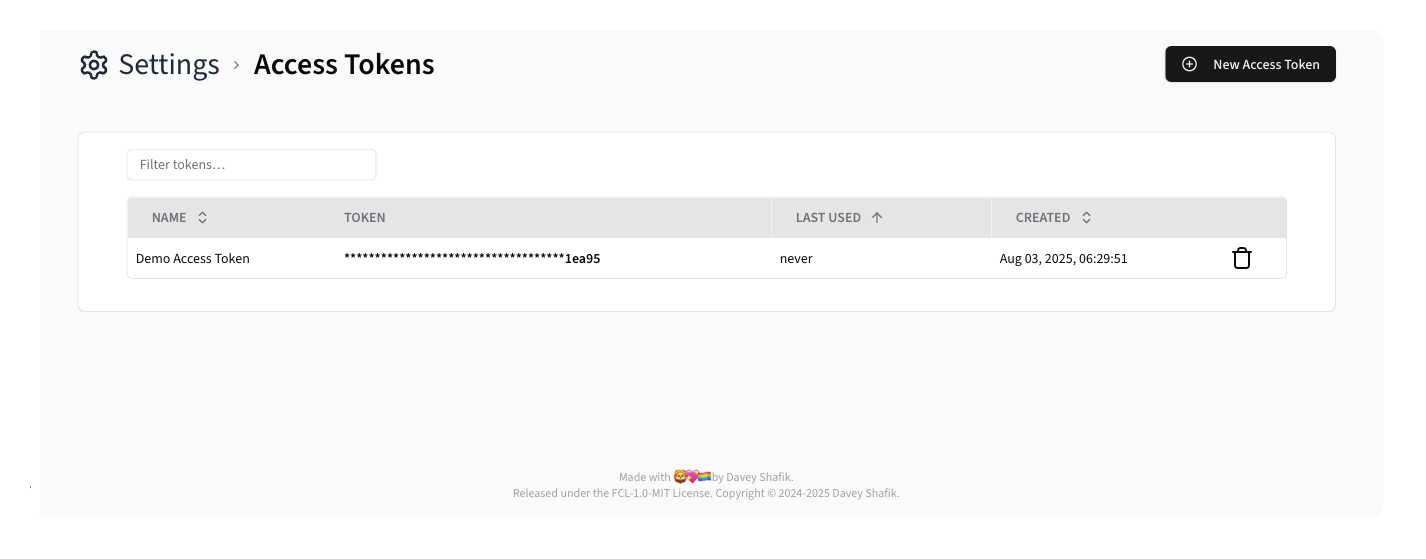 Settings › Access Tokens
New Access Token
Filter tokens...
NAME TOKEN LAST USED CREATED
Demo Access Token ************************************1ea95 never Aug 03, 2025, 06:29:51
Made with 🦁💖🏳️‍🌈 by Davey Shafik.
Released under the FCL-1.0-MIT License. Copyright © 2024-2025 Davey Shafik.